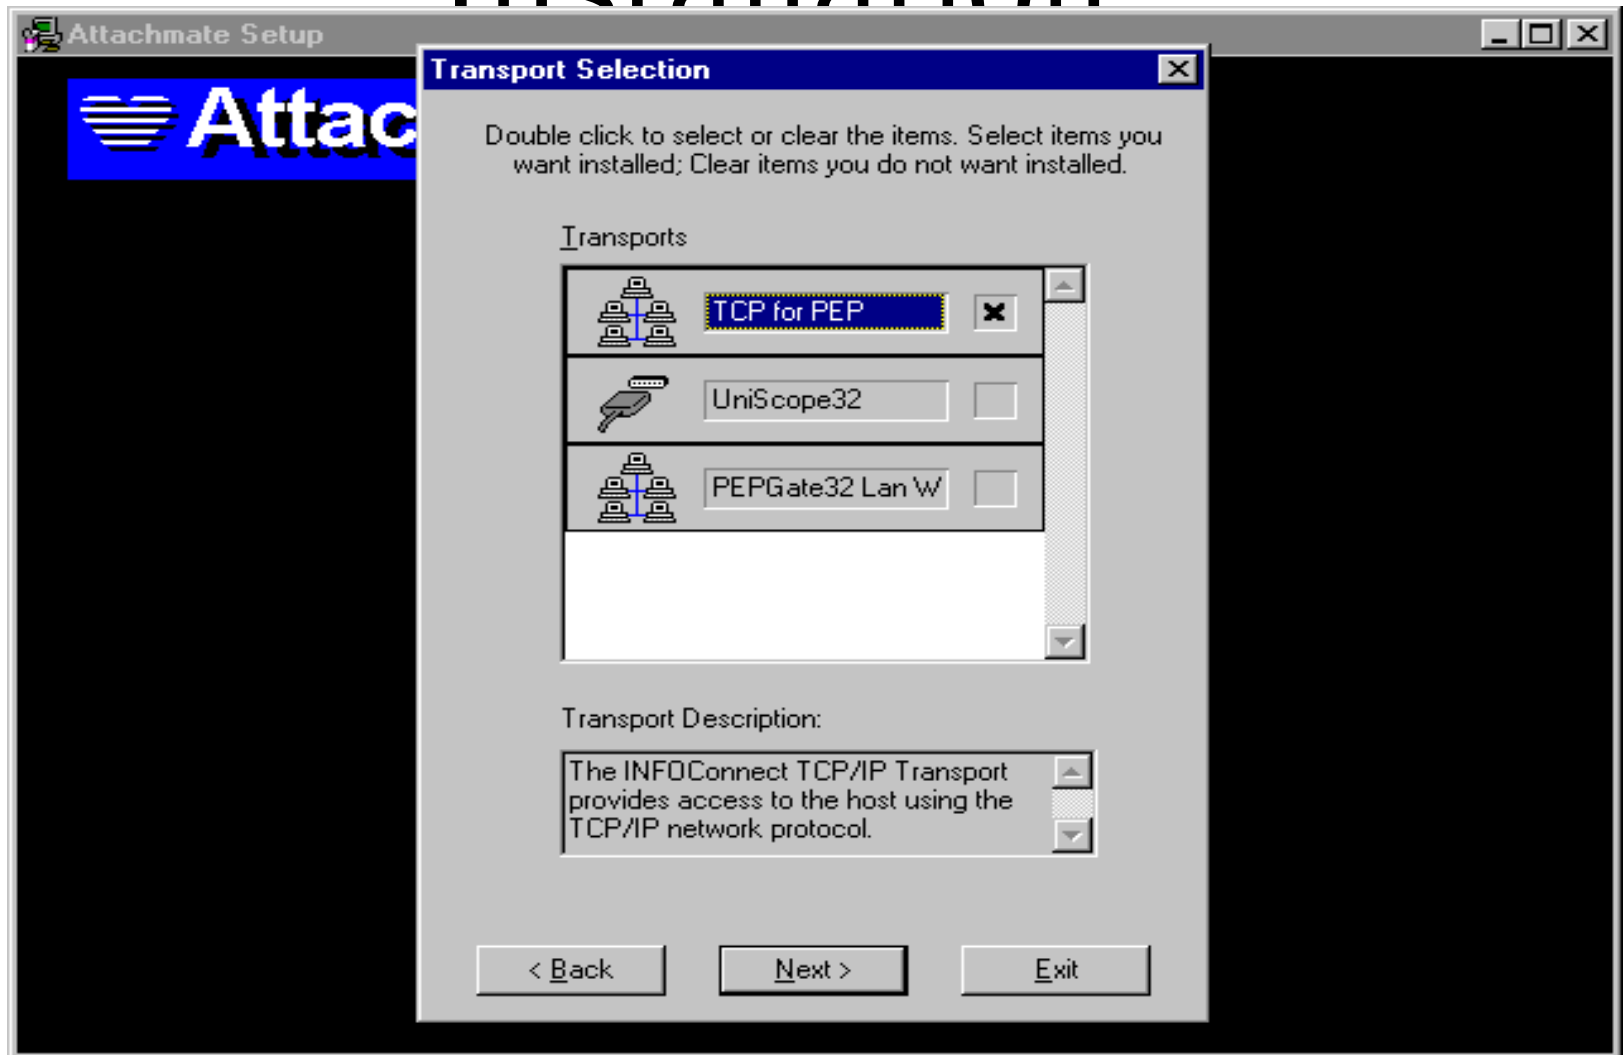 Attachmate Setup
Attac
Transport Selection
Double click to select or clear the items. Select items you
want installed; Clear items you do not want installed.
Transports
TCP for PEP
UniScope32
PEPGate32 Lan W
Transport Description:
The INFOConnect TCP/IP Transport
provides access to the host using the
TCP/IP network protocol.
< Back
Next >
Exit